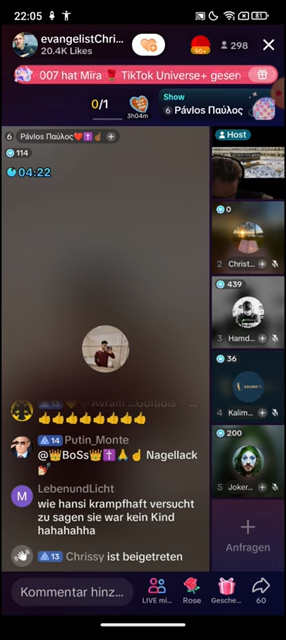 22:05
81
evangelistChri...
20.4K Likes
90+
298
007 hat Mira 🌹 TikTok Universe+ gesen
0/1
3h04m
Show
6 Pávlos Παύλος
6 Pávlos Παύλος❤️✝️☝️
Host
114
04:22
0
2 Christ...
439
3 Hamd...
36
4 Kalim...
200
5 Joker...
👍👍👍👍👍👍👍👍
14 Putin_Monte
@👑BoSs👑✝️🙏☝️ Nagellack
💅
M LebenundLicht
wie hansi krampfhaft versucht
zu sagen sie war kein Kind
hahahahha
13 Chrissy ist beigetreten
Anfragen
Kommentar hinz...
LIVE mi...
Rose
Gesche...
60